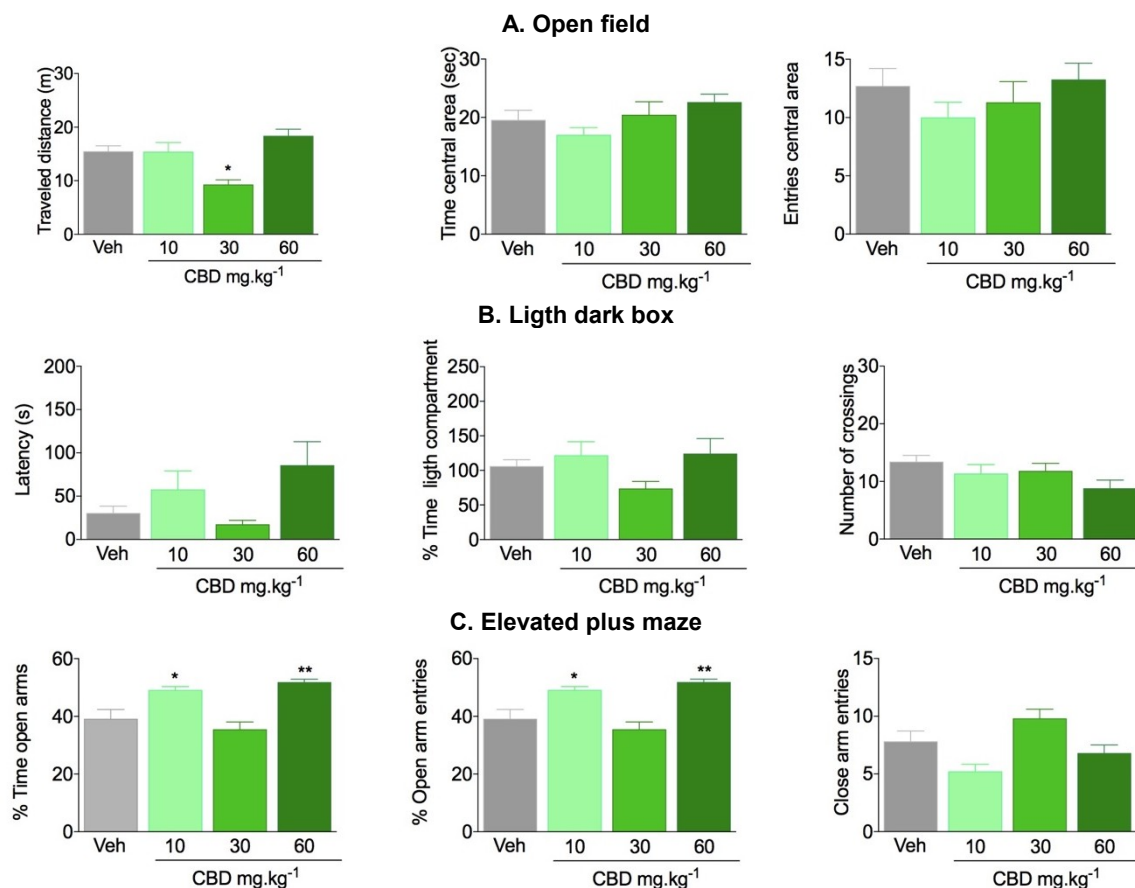 A. Open field
Traveled distance (m)
30
20
10
0
*
Veh 10 30 60
CBD mg.kg-1
Time central area (sec)
30
20
10
0
Veh 10 30 60
CBD mg.kg-1
Entries central area
15
10
5
0
Veh 10 30 60
CBD mg.kg-1
B. Ligth dark box
Latency (s)
200
150
100
50
0
Veh 10 30 60
CBD mg.kg-1
% Time ligth compartment
250
200
150
100
50
0
Veh 10 30 60
CBD mg.kg-1
Number of crossings
30
20
10
0
Veh 10 30 60
CBD mg.kg-1
C. Elevated plus maze
% Time open arms
60
40
20
0
* **
Veh 10 30 60
CBD mg.kg-1
% Open arm entries
60
40
20
0
* **
Veh 10 30 60
CBD mg.kg-1
Close arm entries
15
10
5
0
Veh 10 30 60
CBD mg.kg-1